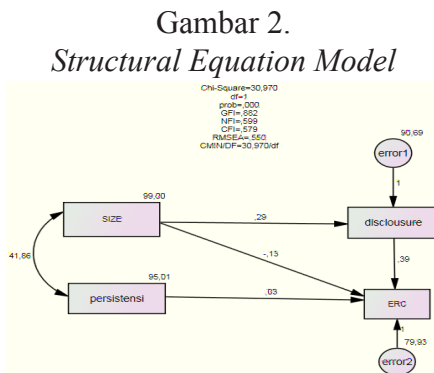 Gambar 2.
Structural Equation Model
Chi-Square=30,970
df=1
prob=,000
GFI=,882
NFI=,599
CFI=,579
RMSEA=,550
CMIN/DF=30,970/df
90,69
error1
1
99,00
SIZE
,29
disclousure
41,86
-,13
,39
95,01
persistensi
,03
ERC
1
79,93
error2